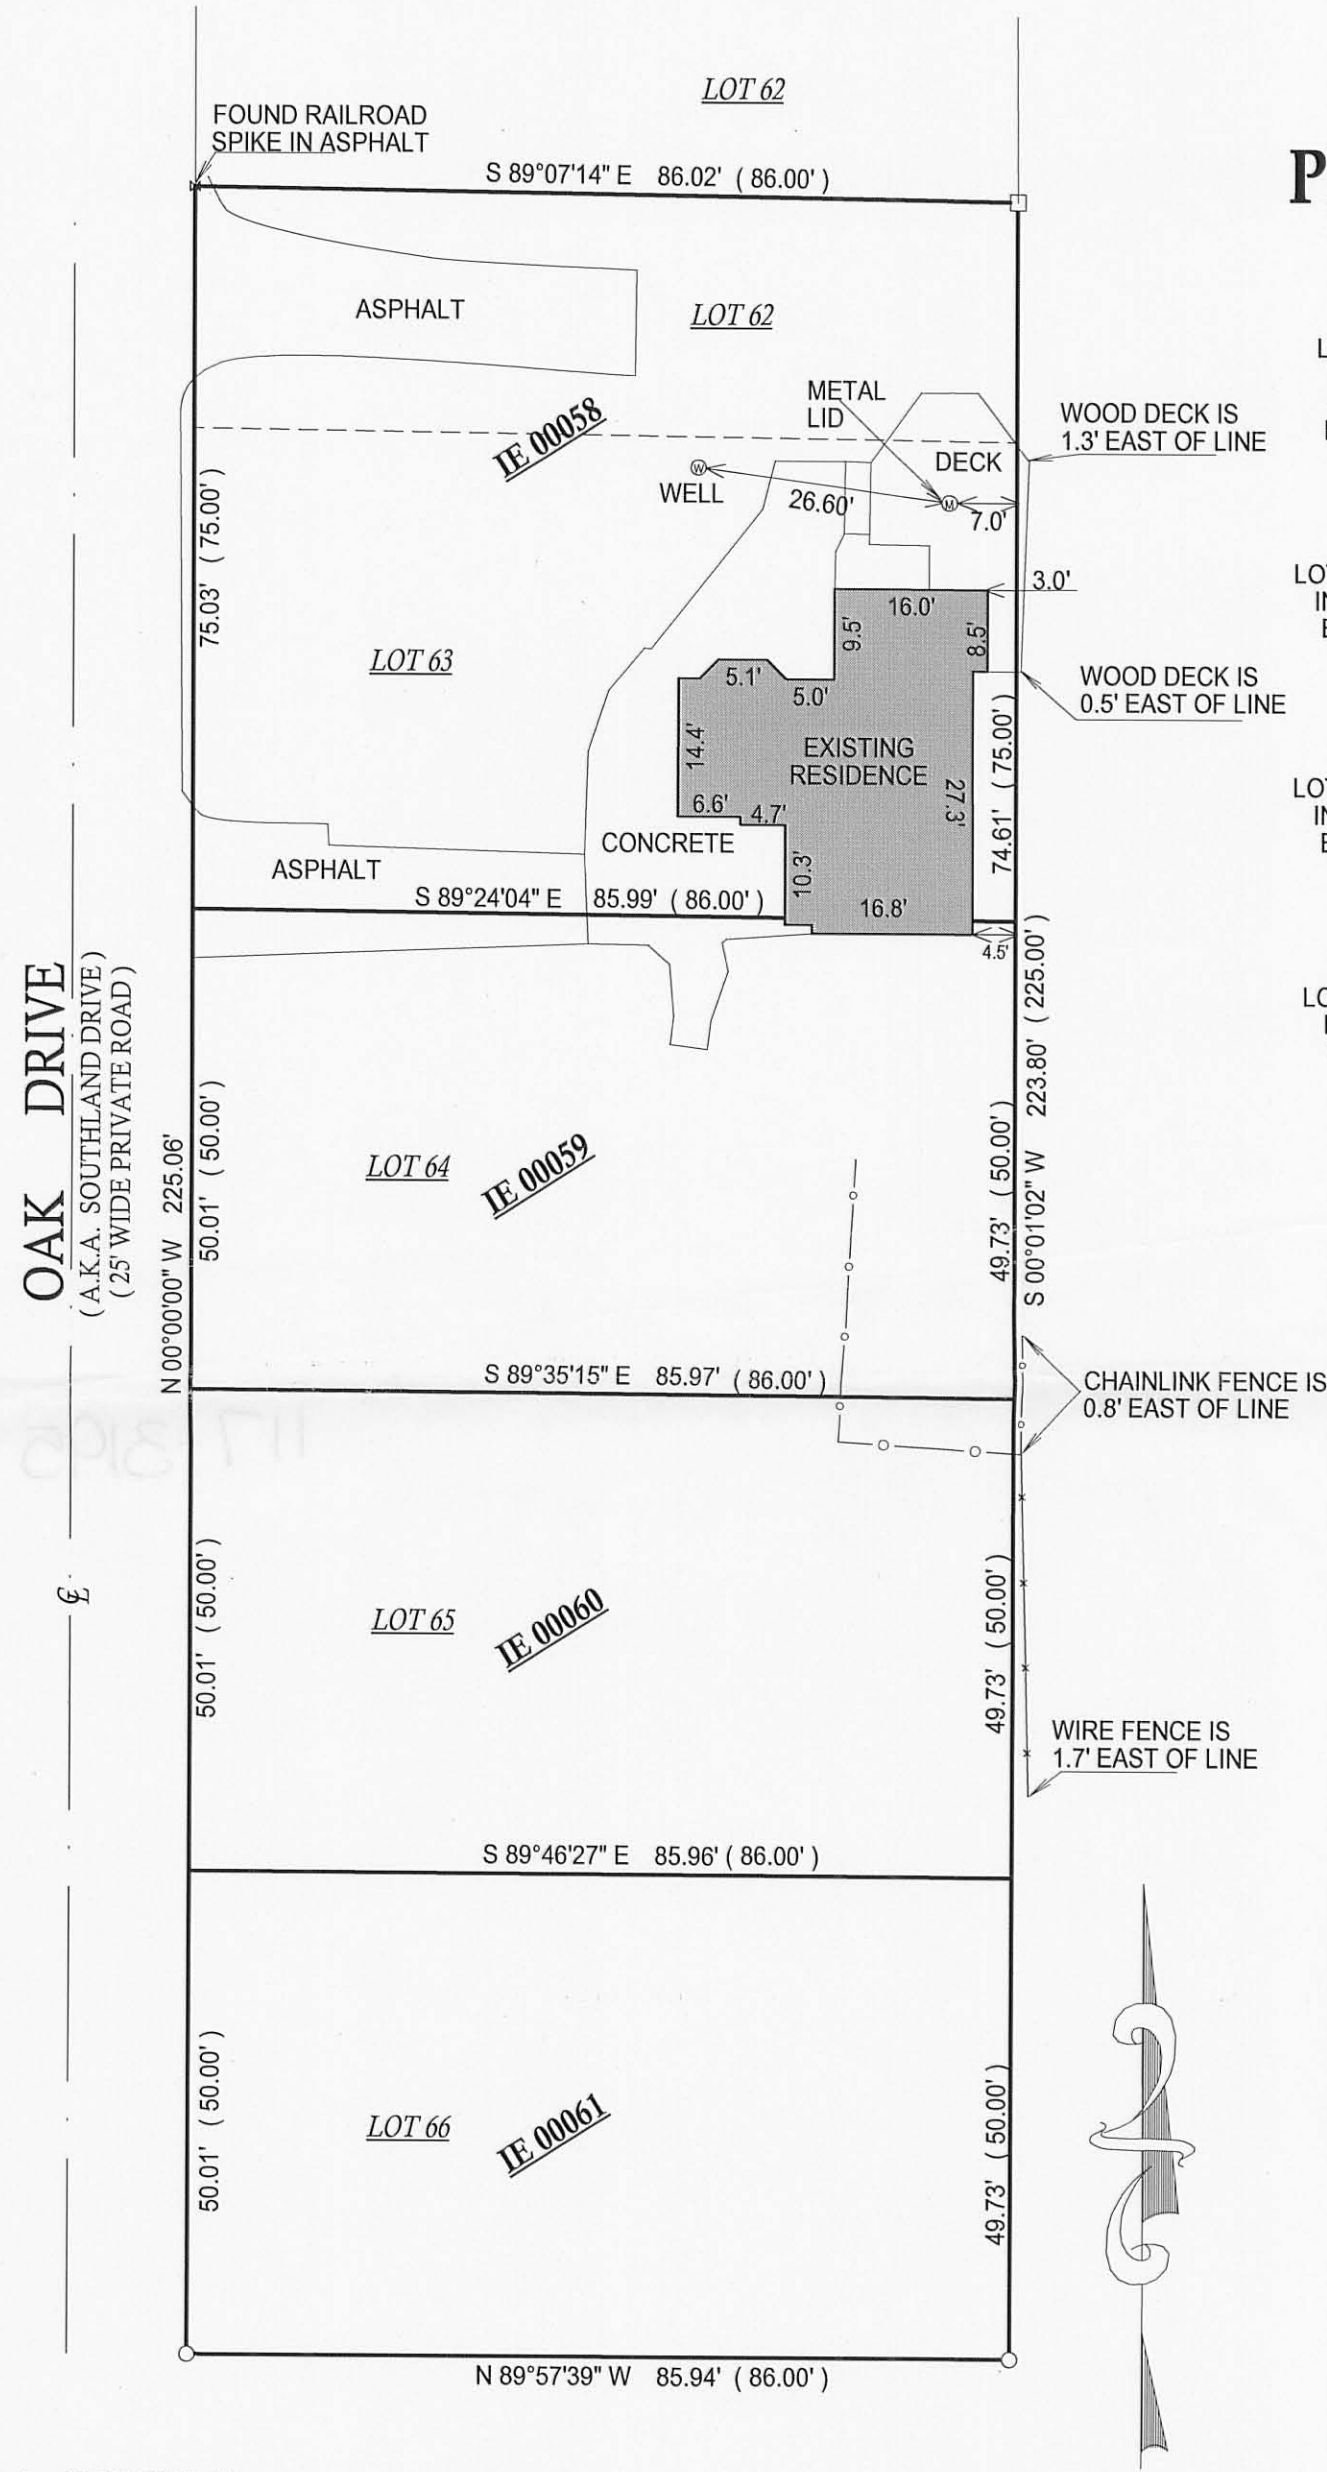 LOT 62
FOUND RAILROAD
SPIKE IN ASPHALT
S 89°07'14" E 86.02' ( 86.00' )
P
ASPHALT
LOT 62
L
METAL
LID
WOOD DECK IS
1.3' EAST OF LINE
IE 00058
DECK
W
WELL
26.60'
M
7.0'
75.03' ( 75.00' )
3.0'
16.0'
9.5'
8.5'
LOT 63
5.1'
5.0'
WOOD DECK IS
0.5' EAST OF LINE
14.4'
EXISTING
RESIDENCE
27.3'
74.61' ( 75.00' )
6.6'
4.7'
CONCRETE
10.3'
ASPHALT
S 89°24'04" E 85.99' ( 86.00' )
16.8'
4.5'
OAK DRIVE
( A.K.A. SOUTHLAND DRIVE )
( 25' WIDE PRIVATE ROAD )
N 00°00'00" W 225.06'
50.01' ( 50.00' )
LOT 64
IE 00059
49.73' ( 50.00' )
S 00°01'02" W 223.80' ( 225.00' )
S 89°35'15" E 85.97' ( 86.00' )
CHAINLINK FENCE IS
0.8' EAST OF LINE
50.01' ( 50.00' )
LOT 65
IE 00060
49.73' ( 50.00' )
WIRE FENCE IS
1.7' EAST OF LINE
S 89°46'27" E 85.96' ( 86.00' )
50.01' ( 50.00' )
LOT 66
IE 00061
49.73' ( 50.00' )
N 89°57'39" W 85.94' ( 86.00' )